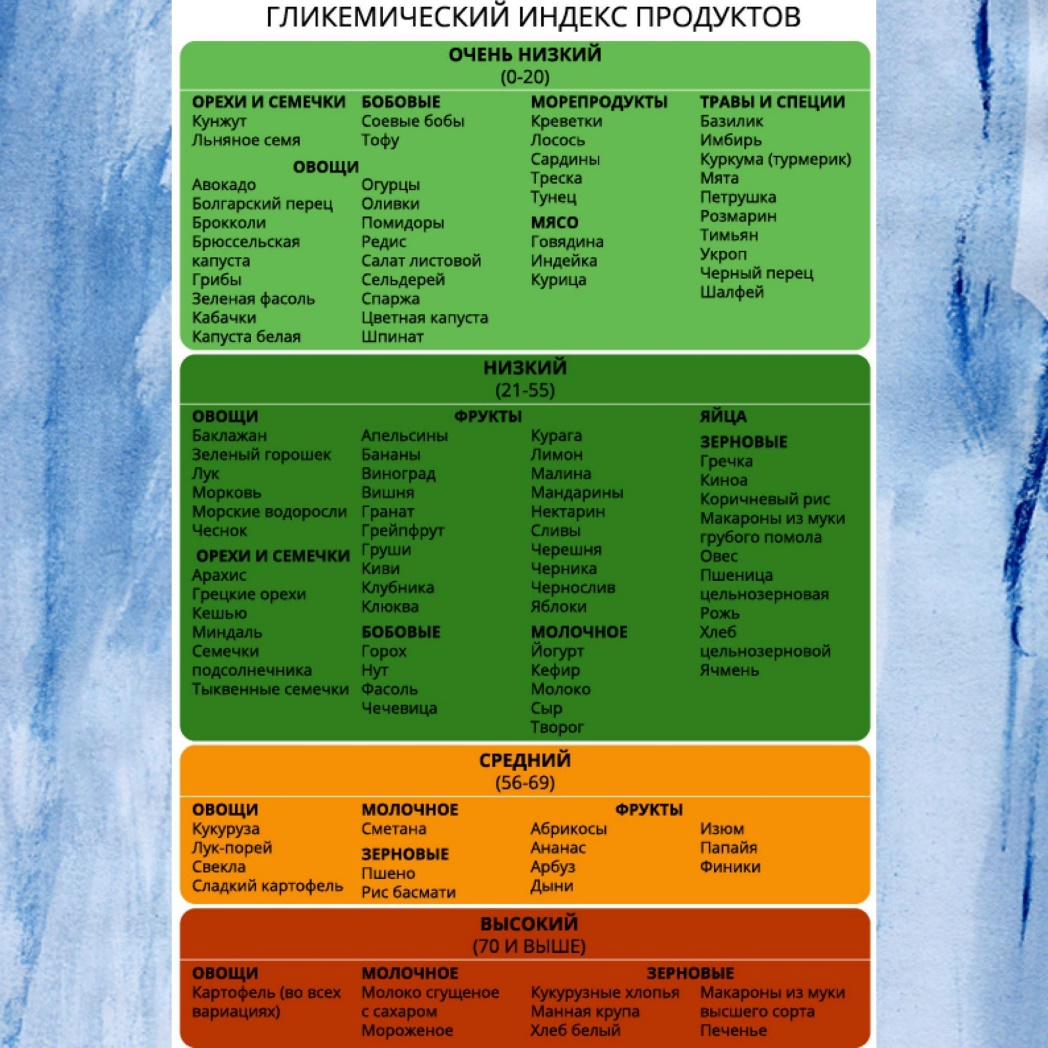 ГЛИКЕМИЧЕСКИЙ ИНДЕКС ПРОДУКТОВ
ОЧЕНЬ НИЗКИЙ
(0-20)
ОРЕХИ И СЕМЕЧКИ
Кунжут
Льняное семя
БОБОВЫЕ
Соевые бобы
Тофу
ОВОЩИ
Авокадо
Болгарский перец
Брокколи
Брюссельская
капуста
Грибы
Зеленая фасоль
Кабачки
Капуста белая
Огурцы
Оливки
Помидоры
Редис
Салат листовой
Сельдерей
Спаржа
Цветная капуста
Шпинат
МОРЕПРОДУКТЫ
Креветки
Лосось
Сардины
Треска
Тунец
МЯСО
Говядина
Индейка
Курица
ТРАВЫ И СПЕЦИИ
Базилик
Имбирь
Куркума (турмерик)
Мята
Петрушка
Розмарин
Тимьян
Укроп
Черный перец
Шалфей
НИЗКИЙ
(21-55)
ОВОЩИ
Баклажан
Зеленый горошек
Лук
Морковь
Морские водоросли
Чеснок
ОРЕХИ И СЕМЕЧКИ
Арахис
Грецкие орехи
Кешью
Миндаль
Семечки
подсолнечника
Тыквенные семечки
ФРУКТЫ
Апельсины
Бананы
Виноград
Вишня
Гранат
Грейпфрут
Груши
Киви
Клубника
Клюква
Курага
Лимон
Малина
Мандарины
Нектарин
Сливы
Черешня
Черника
Чернослив
Яблоки
БОБОВЫЕ
Горох
Нут
Фасоль
Чечевица
МОЛОЧНОЕ
Йогурт
Кефир
Молоко
Сыр
Творог
ЯЙЦА
ЗЕРНОВЫЕ
Гречка
Киноа
Коричневый рис
Макароны из муки
грубого помола
Овес
Пшеница
цельнозерновая
Рожь
Хлеб
цельнозерновой
Ячмень
СРЕДНИЙ
(56-69)
ОВОЩИ
Кукуруза
Лук-порей
Свекла
Сладкий картофель
МОЛОЧНОЕ
Сметана
ЗЕРНОВЫЕ
Пшено
Рис басмати
ФРУКТЫ
Абрикосы
Ананас
Арбуз
Дыни
Изюм
Папайя
Финики
ВЫСОКИЙ
(70 И ВЫШЕ)
ОВОЩИ
Картофель (во всех
вариациях)
МОЛОЧНОЕ
Молоко сгущеное
с сахаром
Мороженое
ЗЕРНОВЫЕ
Кукурузные хлопья
Манная крупа
Хлеб белый
Макароны из муки
высшего сорта
Печенье